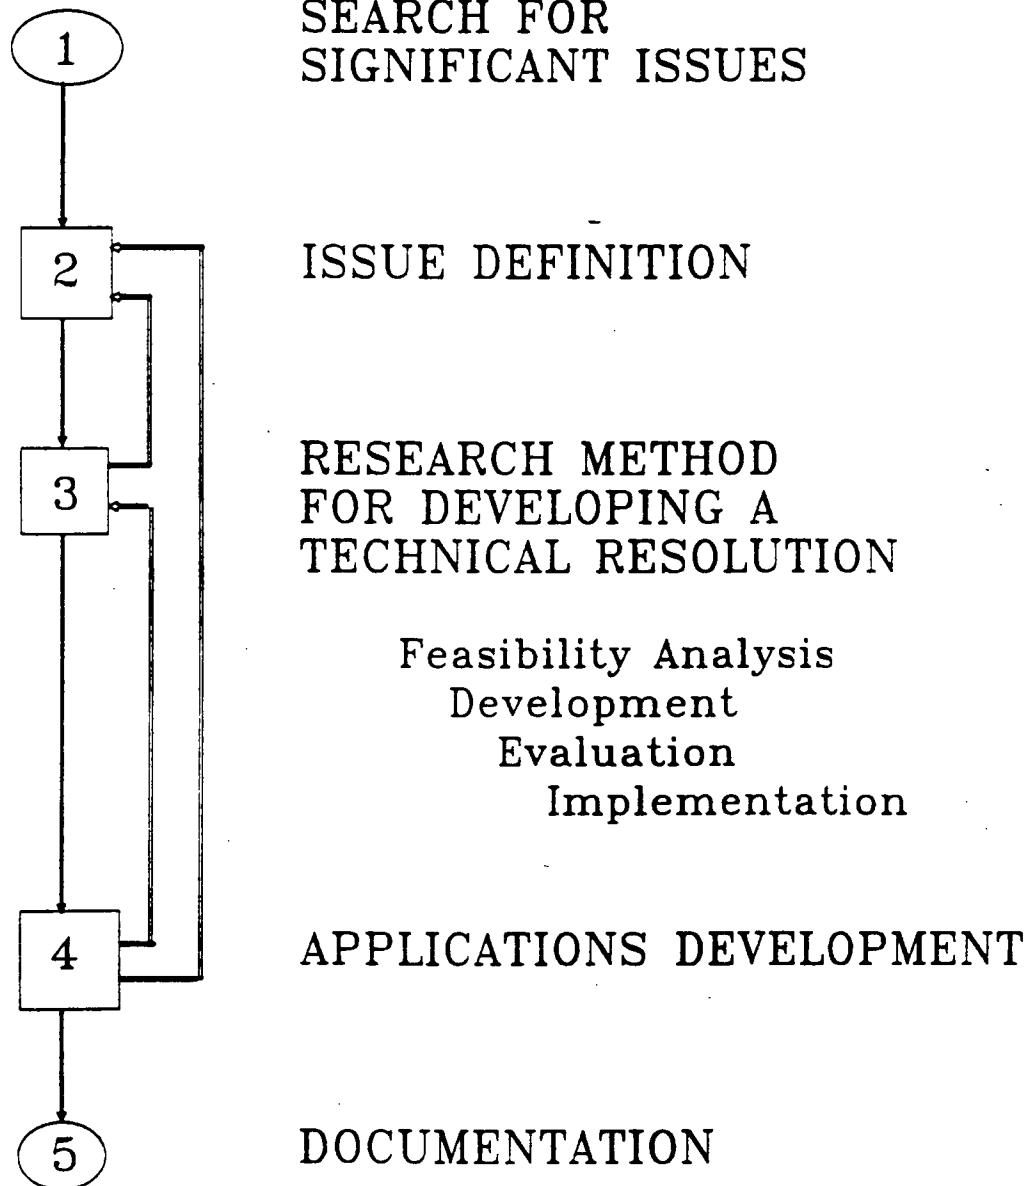 1
SEARCH FOR
SIGNIFICANT ISSUES
2
ISSUE DEFINITION
3
RESEARCH METHOD
FOR DEVELOPING A
TECHNICAL RESOLUTION
Feasibility Analysis
Development
Evaluation
Implementation
4
APPLICATIONS DEVELOPMENT
5
DOCUMENTATION